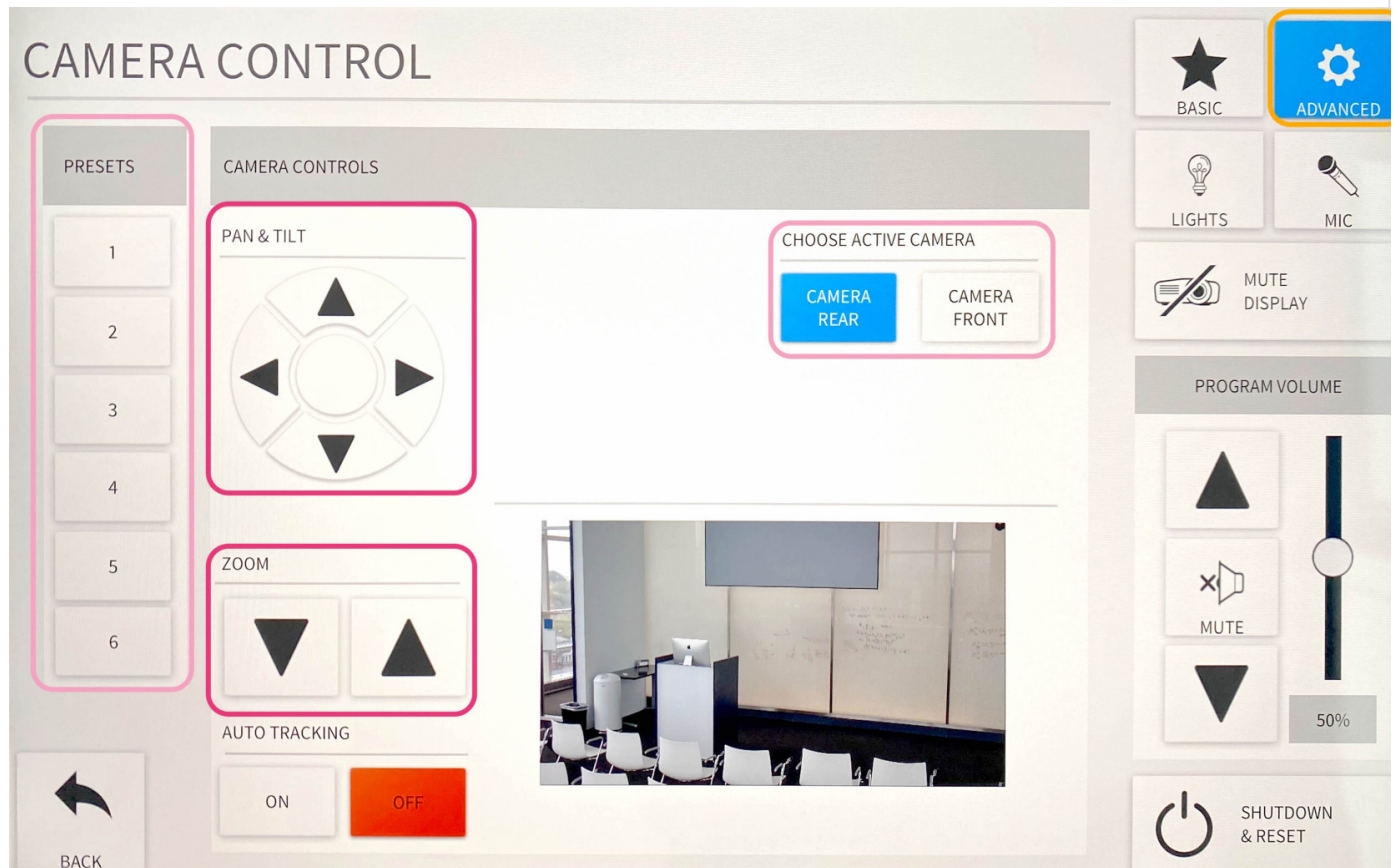 CAMERA CONTROL
BASIC
ADVANCED
PRESETS
CAMERA CONTROLS
LIGHTS
MIC
1
2
3
4
5
6
PAN & TILT
CHOOSE ACTIVE CAMERA
CAMERA
REAR
CAMERA
FRONT
MUTE
DISPLAY
PROGRAM VOLUME
MUTE
50%
ZOOM
AUTO TRACKING
ON
OFF
BACK
SHUTDOWN
& RESET